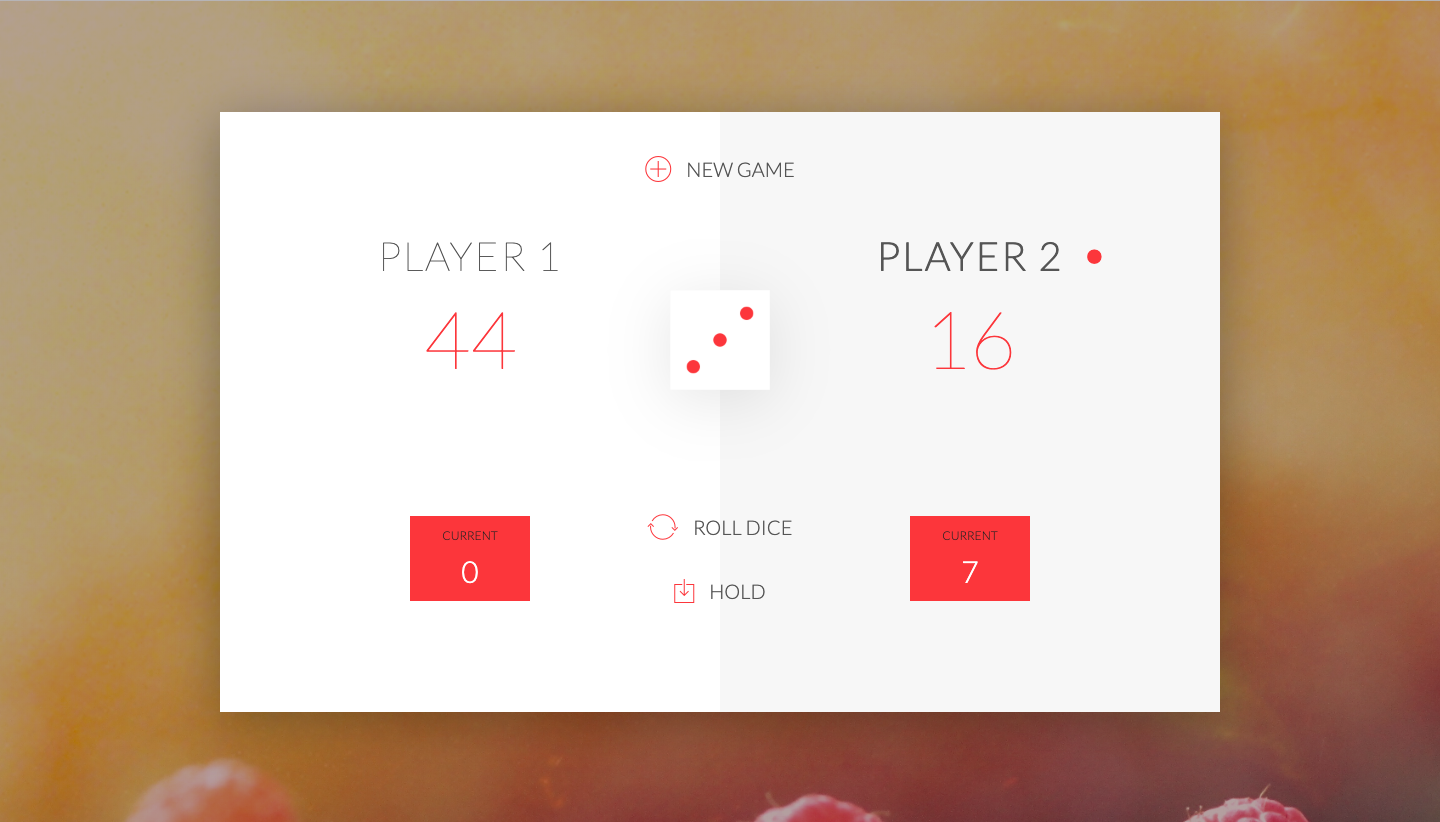 NEW GAME
PLAYER 1
44
PLAYER 2
16
CURRENT
0
ROLL DICE
HOLD
CURRENT
7